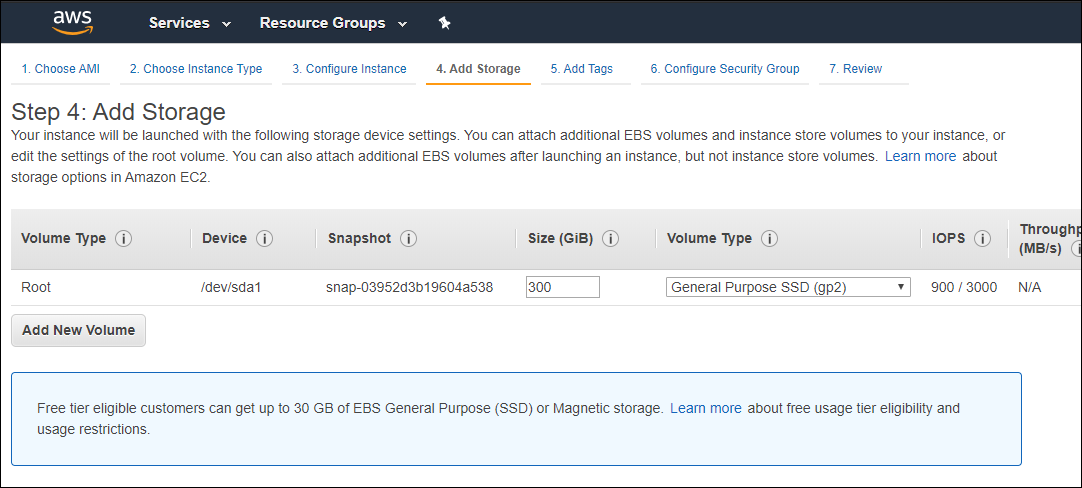 aws Services Resource Groups
1. Choose AMI 2. Choose Instance Type 3. Configure Instance 4. Add Storage 5. Add Tags 6. Configure Security Group 7. Review
Step 4: Add Storage
Your instance will be launched with the following storage device settings. You can attach additional EBS volumes and instance store volumes to your instance, or
edit the settings of the root volume. You can also attach additional EBS volumes after launching an instance, but not instance store volumes. Learn more about
storage options in Amazon EC2.
Volume Type i Device i Snapshot i Size (GiB) i Volume Type i IOPS i Throughp
(MB/s) i
Root /dev/sda1 snap-03952d3b19604a538 300 General Purpose SSD (gp2) 900 / 3000 N/A
Add New Volume
Free tier eligible customers can get up to 30 GB of EBS General Purpose (SSD) or Magnetic storage. Learn more about free usage tier eligibility and
usage restrictions.